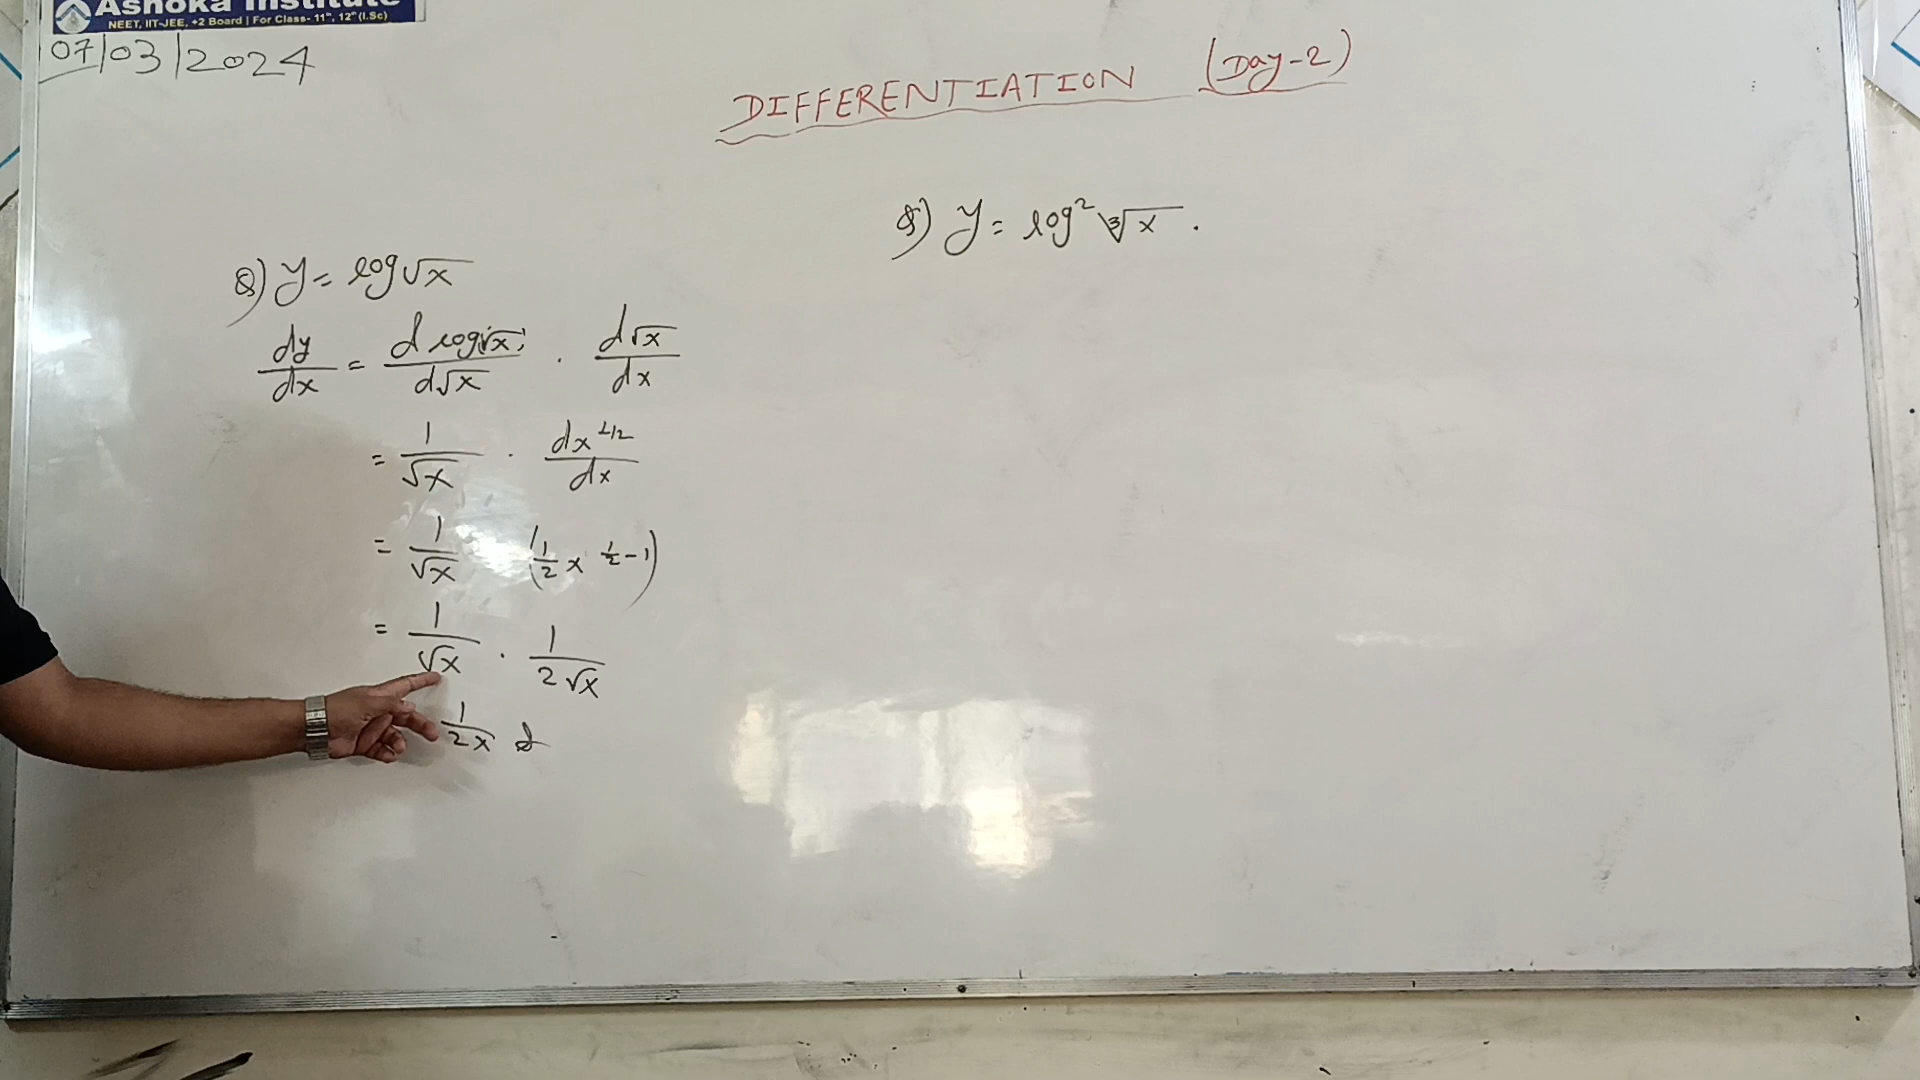 Ashoka Institute
NEET, IIT-JEE, +2 Board | For Class- 11ᵗʰ, 12ᵗʰ (I.Sc)
07/03/2024
DIFFERENTIATION (Day-2)
Q) y = log√x
dy/dx = d log(√x)/d√x · d√x/dx
= 1/√x · dx^1/2/dx
= 1/√x (1/2 x^(1/2 - 1))
= 1/√x · 1/2√x
1/2x
Q) y = log² ∛x .